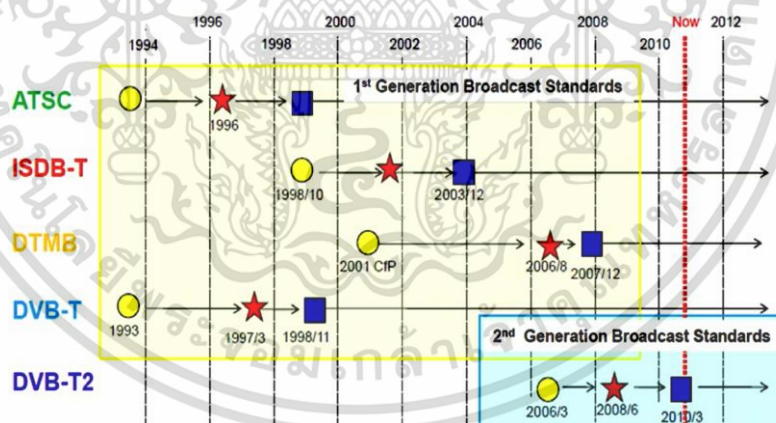 1996 2000 2004 2008 Now 2012
1994 1998 2002 2006 2010
1st Generation Broadcast Standards
ATSC
1996
ISDB-T
1998/10 2003/12
DTMB
2001 CfP 2006/8 2007/12
DVB-T
1993 1997/3 1998/11
2nd Generation Broadcast Standards
DVB-T2
2006/3 2008/6 2010/3